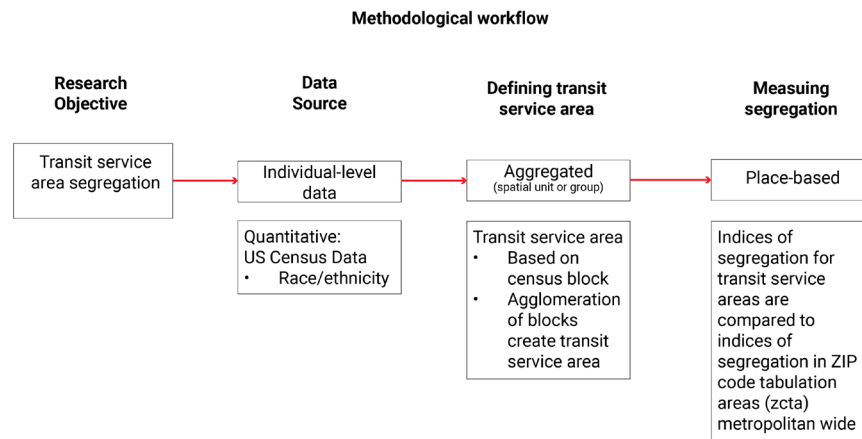 Methodological workflow
Research
Objective
Data
Source
Defining transit
service area
Measuing
segregation
Transit service
area segregation
Individual-level
data
Aggregated
(spatial unit or group)
Place-based
Quantitative:
US Census Data
• Race/ethnicity
Transit service area
• Based on
census block
• Agglomeration
of blocks
create transit
service area
Indices of
segregation for
transit service
areas are
compared to
indices of
segregation in ZIP
code tabulation
areas (zcta)
metropolitan wide